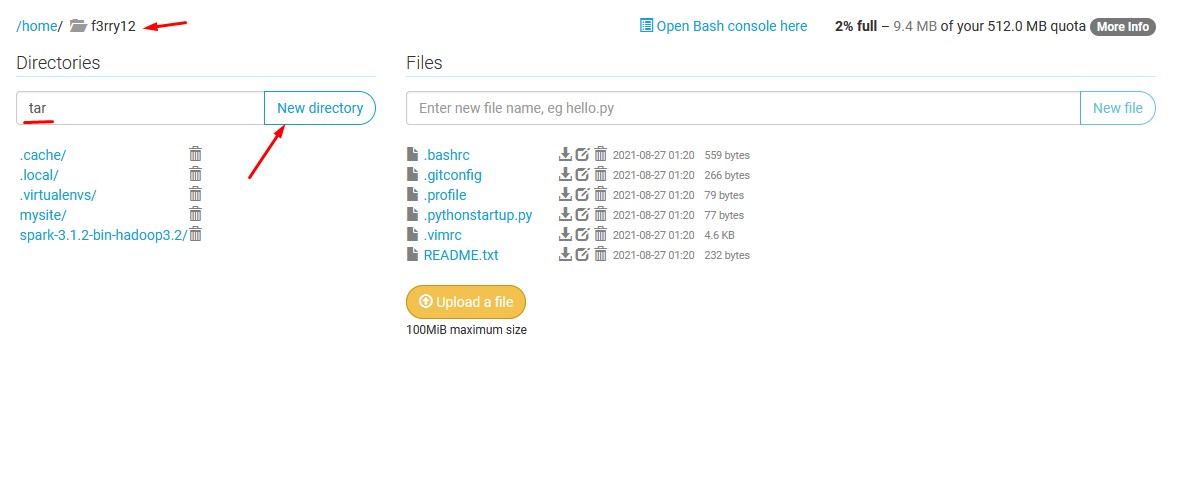 /home/ f3rry12
Open Bash console here 2% full – 9.4 MB of your 512.0 MB quota More Info
Directories
tar New directory
.cache/
.local/
.virtualenvs/
mysite/
spark-3.1.2-bin-hadoop3.2/
Files
Enter new file name, eg hello.py New file
.bashrc 2021-08-27 01:20 559 bytes
.gitconfig 2021-08-27 01:20 266 bytes
.profile 2021-08-27 01:20 79 bytes
.pythonstartup.py 2021-08-27 01:20 77 bytes
.vimrc 2021-08-27 01:20 4.6 KB
README.txt 2021-08-27 01:20 232 bytes
Upload a file
100MiB maximum size